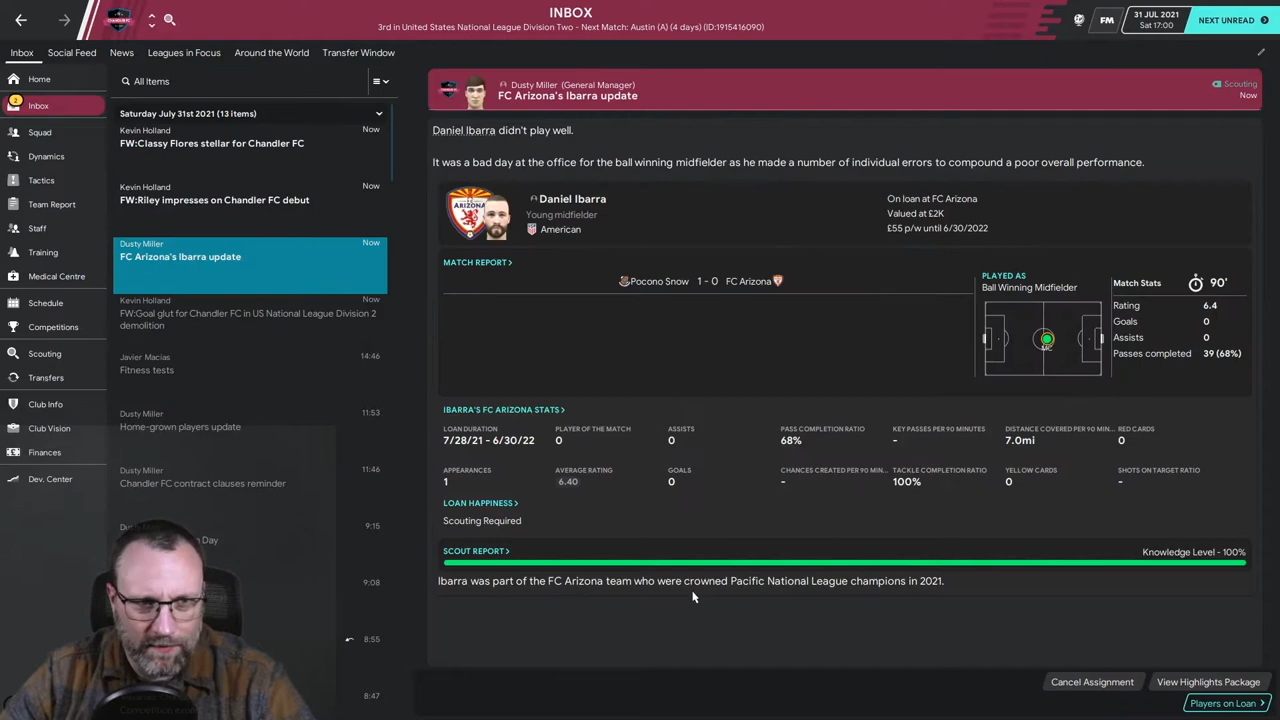 INBOX
3rd in United States National League Division Two - Next Match: Austin (A) (4 days) (ID:1915416090)
FM
31 JUL 2021
Sat 17:00
NEXT UNREAD
Inbox Social Feed News Leagues in Focus Around the World Transfer Window
Home
2
Inbox
Squad
Dynamics
Tactics
Team Report
Staff
Training
Medical Centre
Schedule
Competitions
Scouting
Transfers
Club Info
Club Vision
Finances
Dev. Center
All Items
Saturday July 31st 2021 (13 items)
Kevin Holland Now
FW:Classy Flores stellar for Chandler FC
Kevin Holland Now
FW:Riley impresses on Chandler FC debut
Dusty Miller Now
FC Arizona's Ibarra update
Kevin Holland Now
FW:Goal glut for Chandler FC in US National League Division 2
demolition
Javier Macias 14:46
Fitness tests
Dusty Miller 11:53
Home-grown players update
Dusty Miller 11:46
Chandler FC contract clauses reminder
9:15
Day
9:08
8:55
8:47
Dusty Miller (General Manager)
FC Arizona's Ibarra update
Scouting
Now
Daniel Ibarra didn't play well.
It was a bad day at the office for the ball winning midfielder as he made a number of individual errors to compound a poor overall performance.
Daniel Ibarra
Young midfielder
American
On loan at FC Arizona
Valued at £2K
£55 p/w until 6/30/2022
MATCH REPORT >
Pocono Snow 1 - 0 FC Arizona
PLAYED AS
Ball Winning Midfielder
MC
Match Stats 90'
Rating 6.4
Goals 0
Assists 0
Passes completed 39 (68%)
IBARRA'S FC ARIZONA STATS >
LOAN DURATION PLAYER OF THE MATCH ASSISTS PASS COMPLETION RATIO KEY PASSES PER 90 MINUTES DISTANCE COVERED PER 90 MIN... RED CARDS
7/28/21 - 6/30/22 0 0 68% - 7.0mi 0
APPEARANCES AVERAGE RATING GOALS CHANCES CREATED PER 90 MIN... TACKLE COMPLETION RATIO YELLOW CARDS SHOTS ON TARGET RATIO
1 6.40 0 - 100% 0 -
LOAN HAPPINESS >
Scouting Required
SCOUT REPORT >
Knowledge Level - 100%
Ibarra was part of the FC Arizona team who were crowned Pacific National League champions in 2021.
Cancel Assignment View Highlights Package
Players on Loan >